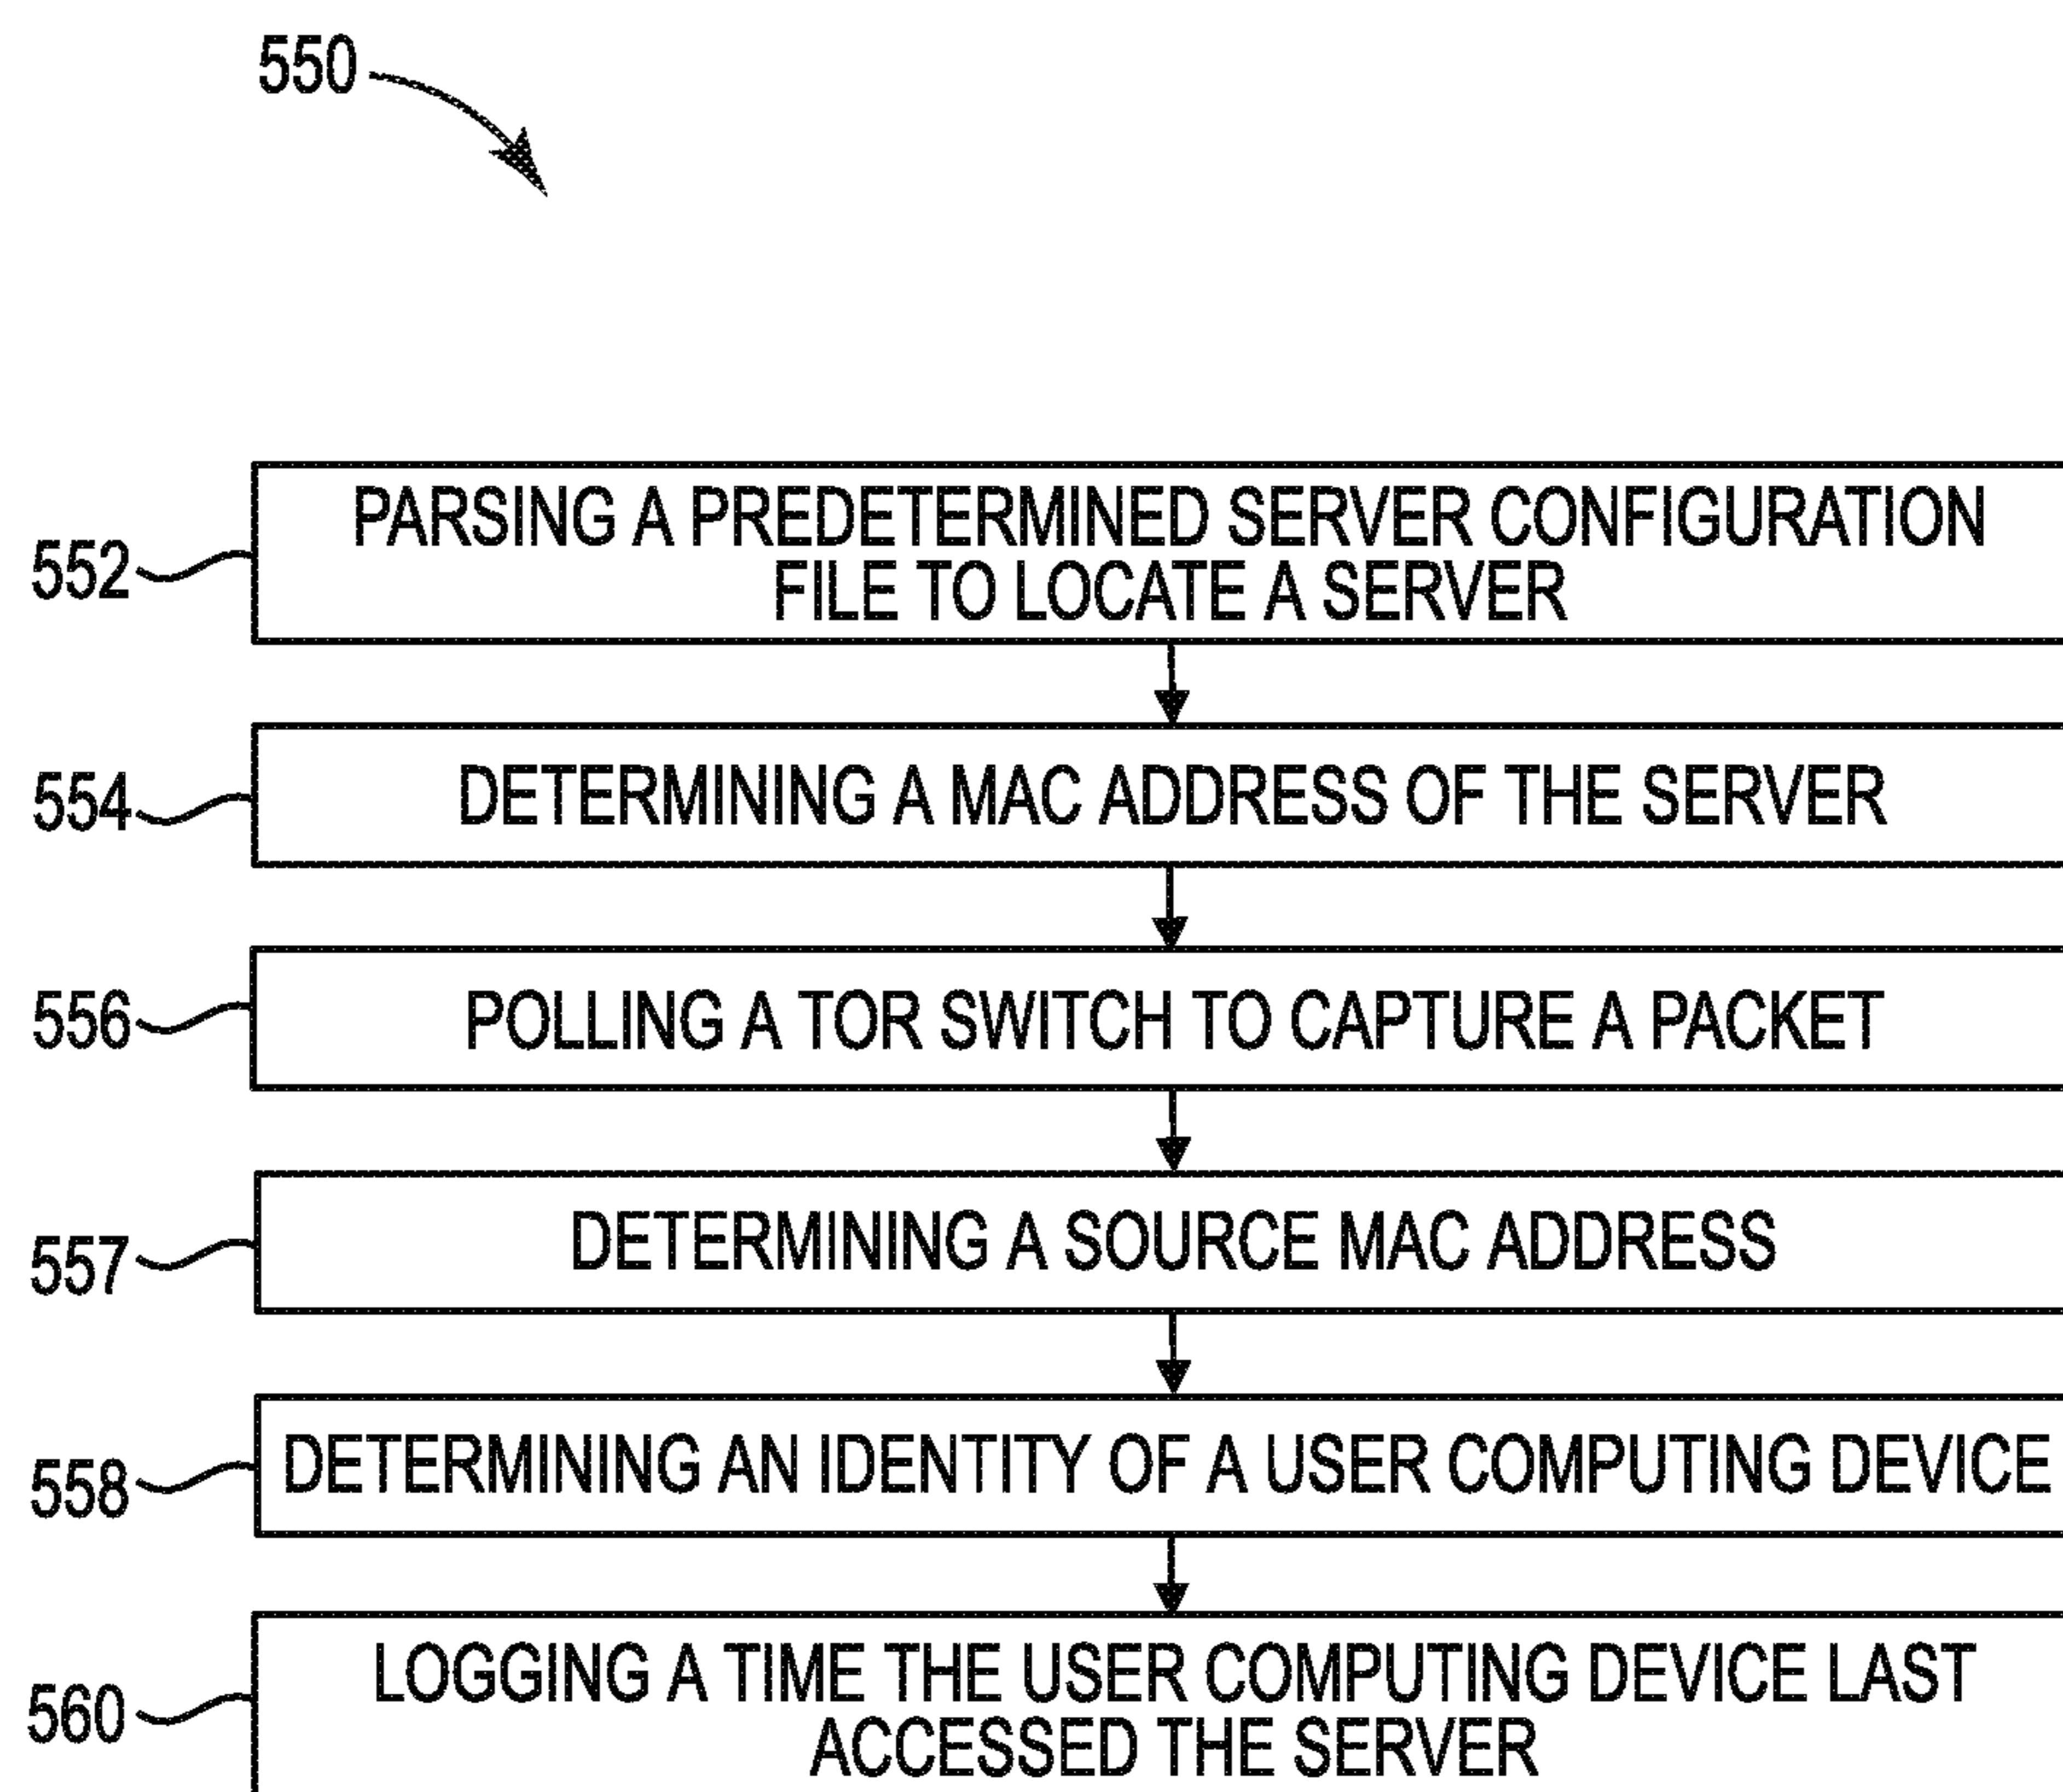 550
552
PARSING A PREDETERMINED SERVER CONFIGURATION
FILE TO LOCATE A SERVER
554
DETERMINING A MAC ADDRESS OF THE SERVER
556
POLLING A TOR SWITCH TO CAPTURE A PACKET
557
DETERMINING A SOURCE MAC ADDRESS
558
DETERMINING AN IDENTITY OF A USER COMPUTING DEVICE
560
LOGGING A TIME THE USER COMPUTING DEVICE LAST
ACCESSED THE SERVER